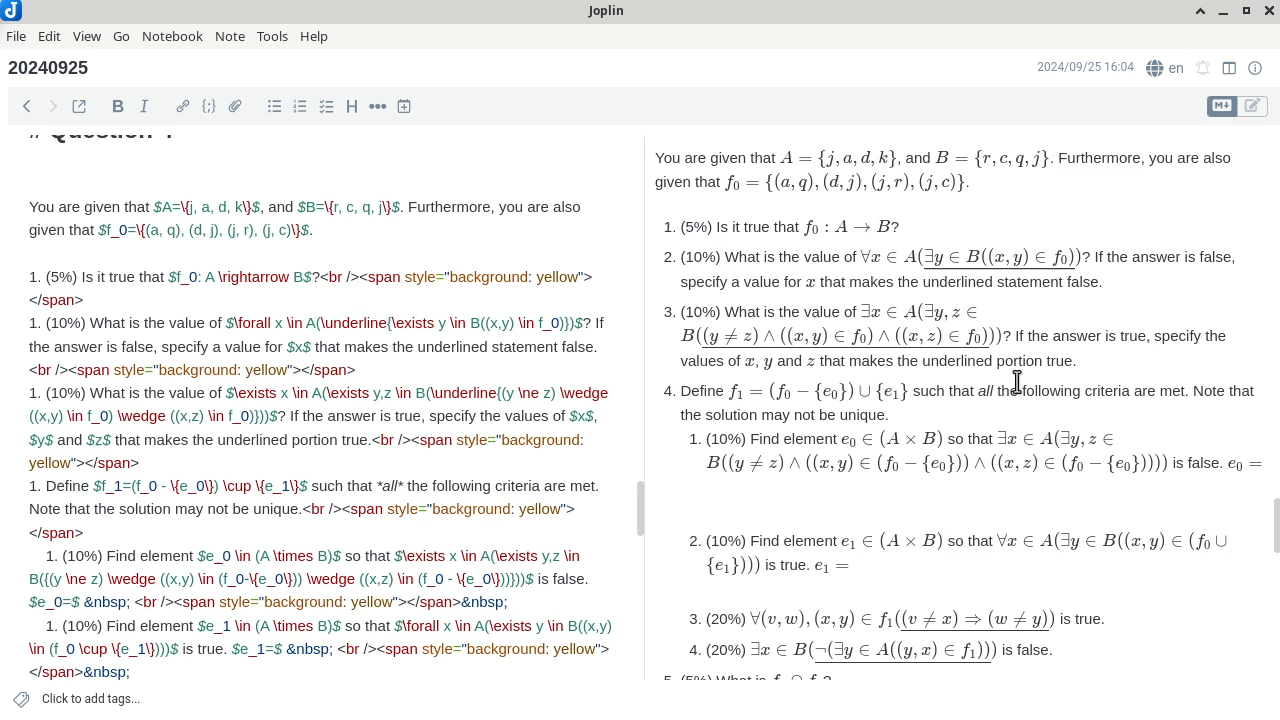 Joplin
File Edit View Go Notebook Note Tools Help
20240925
2024/09/25 16:04 en
# Question 4
You are given that $A=\{j, a, d, k\}$, and $B=\{r, c, q, j\}$. Furthermore, you are also
given that $f_0=\{(a, q), (d, j), (j, r), (j, c)\}$.
1. (5%) Is it true that $f_0: A \rightarrow B$?<br /><span style="background: yellow">
</span>
1. (10%) What is the value of $\forall x \in A(\underline{\exists y \in B((x,y) \in f_0)})$? If
the answer is false, specify a value for $x$ that makes the underlined statement false.
<br /><span style="background: yellow"></span>
1. (10%) What is the value of $\exists x \in A(\exists y,z \in B(\underline{(y \ne z) \wedge
((x,y) \in f_0) \wedge ((x,z) \in f_0)}))$? If the answer is true, specify the values of $x$,
$y$ and $z$ that makes the underlined portion true.<br /><span style="background:
yellow"></span>
1. Define $f_1=(f_0 - \{e_0\}) \cup \{e_1\}$ such that *all* the following criteria are met.
Note that the solution may not be unique.<br /><span style="background: yellow">
</span>
1. (10%) Find element $e_0 \in (A \times B)$ so that $\exists x \in A(\exists y,z \in
B({(y \ne z) \wedge ((x,y) \in (f_0-\{e_0\})) \wedge ((x,z) \in (f_0 - \{e_0\}))}))$ is false.
$e_0=$ &nbsp; <br /><span style="background: yellow"></span>&nbsp;
1. (10%) Find element $e_1 \in (A \times B)$ so that $\forall x \in A(\exists y \in B((x,y)
\in (f_0 \cup \{e_1\})))$ is true. $e_1=$ &nbsp; <br /><span style="background: yellow">
</span>&nbsp;
You are given that A = {j, a, d, k}, and B = {r, c, q, j}. Furthermore, you are also
given that f₀ = {(a, q), (d, j), (j, r), (j, c)}.
1. (5%) Is it true that f₀ : A → B?
2. (10%) What is the value of ∀x ∈ A(∃y ∈ B((x, y) ∈ f₀))? If the answer is false,
specify a value for x that makes the underlined statement false.
3. (10%) What is the value of ∃x ∈ A(∃y, z ∈
B((y ≠ z) ∧ ((x, y) ∈ f₀) ∧ ((x, z) ∈ f₀)))? If the answer is true, specify the
values of x, y and z that makes the underlined portion true.
4. Define f₁ = (f₀ − {e₀}) ∪ {e₁} such that all the following criteria are met. Note that
the solution may not be unique.
1. (10%) Find element e₀ ∈ (A × B) so that ∃x ∈ A(∃y, z ∈
B((y ≠ z) ∧ ((x, y) ∈ (f₀ − {e₀})) ∧ ((x, z) ∈ (f₀ − {e₀})))) is false. e₀ =
2. (10%) Find element e₁ ∈ (A × B) so that ∀x ∈ A(∃y ∈ B((x, y) ∈ (f₀ ∪
{e₁}))) is true. e₁ =
3. (20%) ∀(v, w), (x, y) ∈ f₁((v ≠ x) ⇒ (w ≠ y)) is true.
4. (20%) ∃x ∈ B(¬(∃y ∈ A((y, x) ∈ f₁))) is false.
Click to add tags...